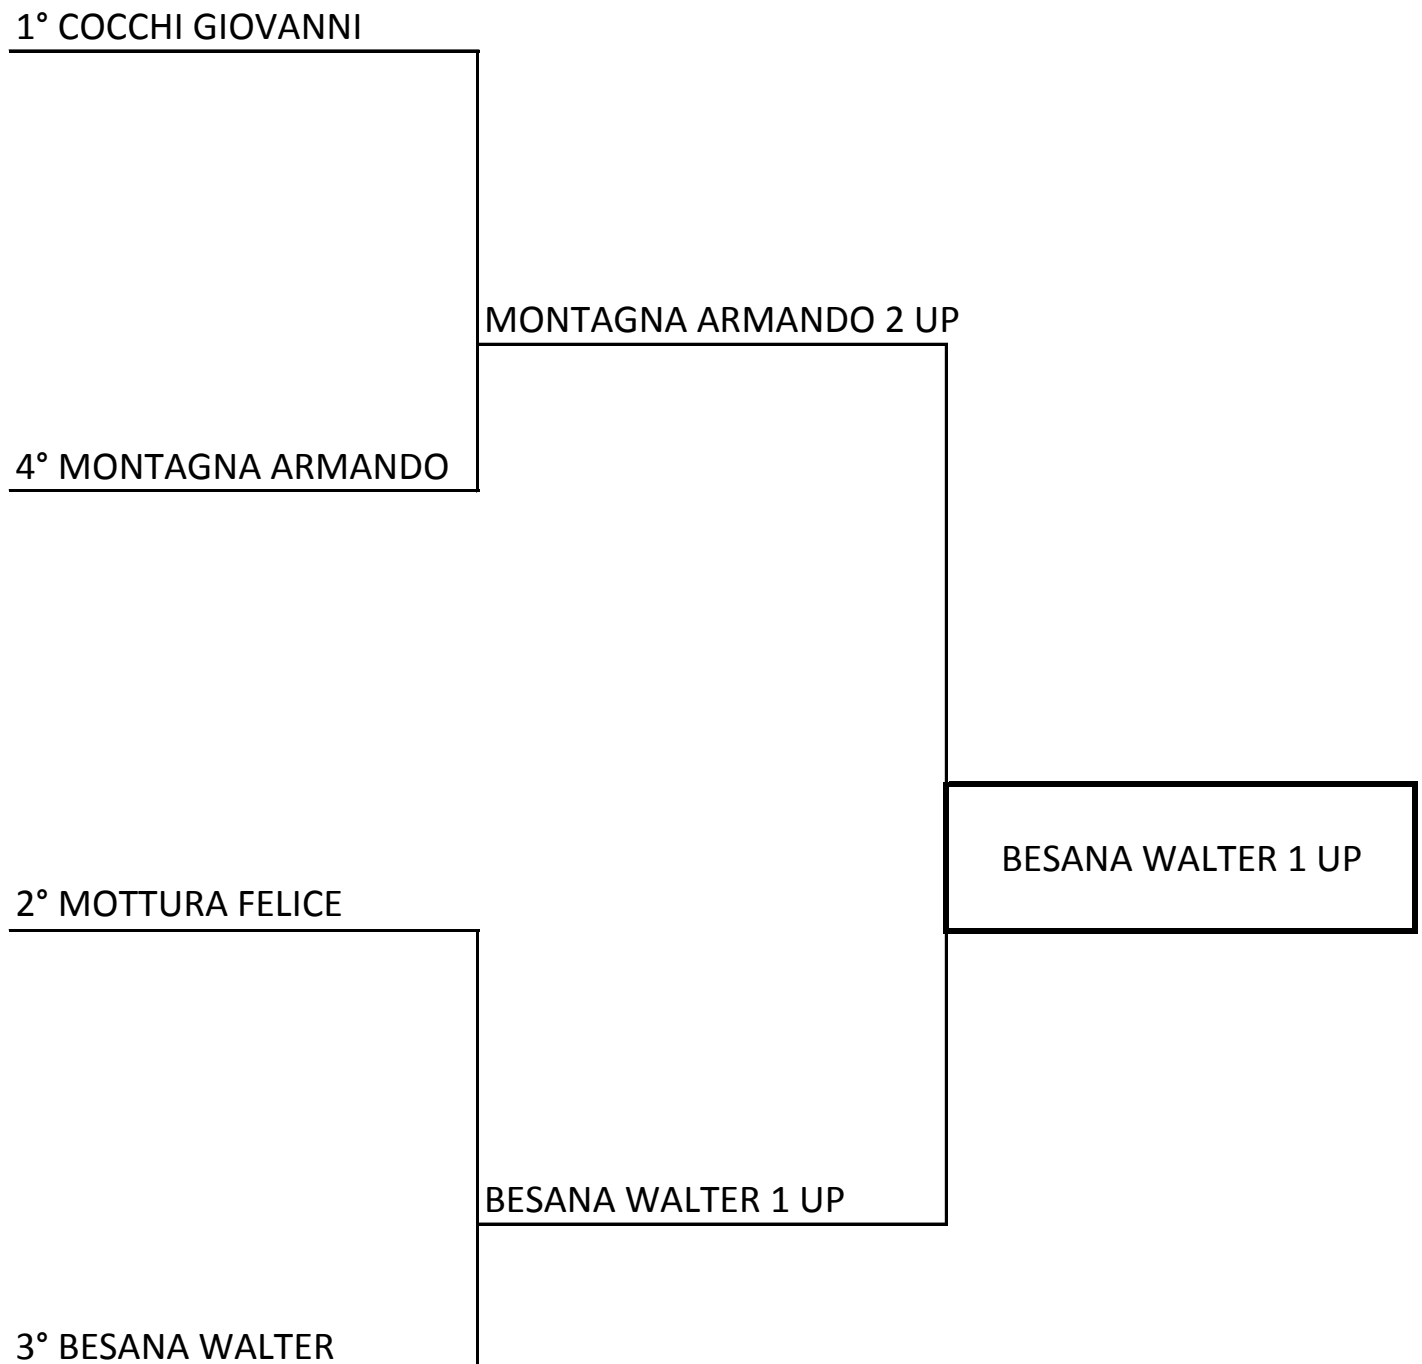 1° COCCHI GIOVANNI
MONTAGNA ARMANDO 2 UP
4° MONTAGNA ARMANDO
BESANA WALTER 1 UP
2° MOTTURA FELICE
BESANA WALTER 1 UP
3° BESANA WALTER